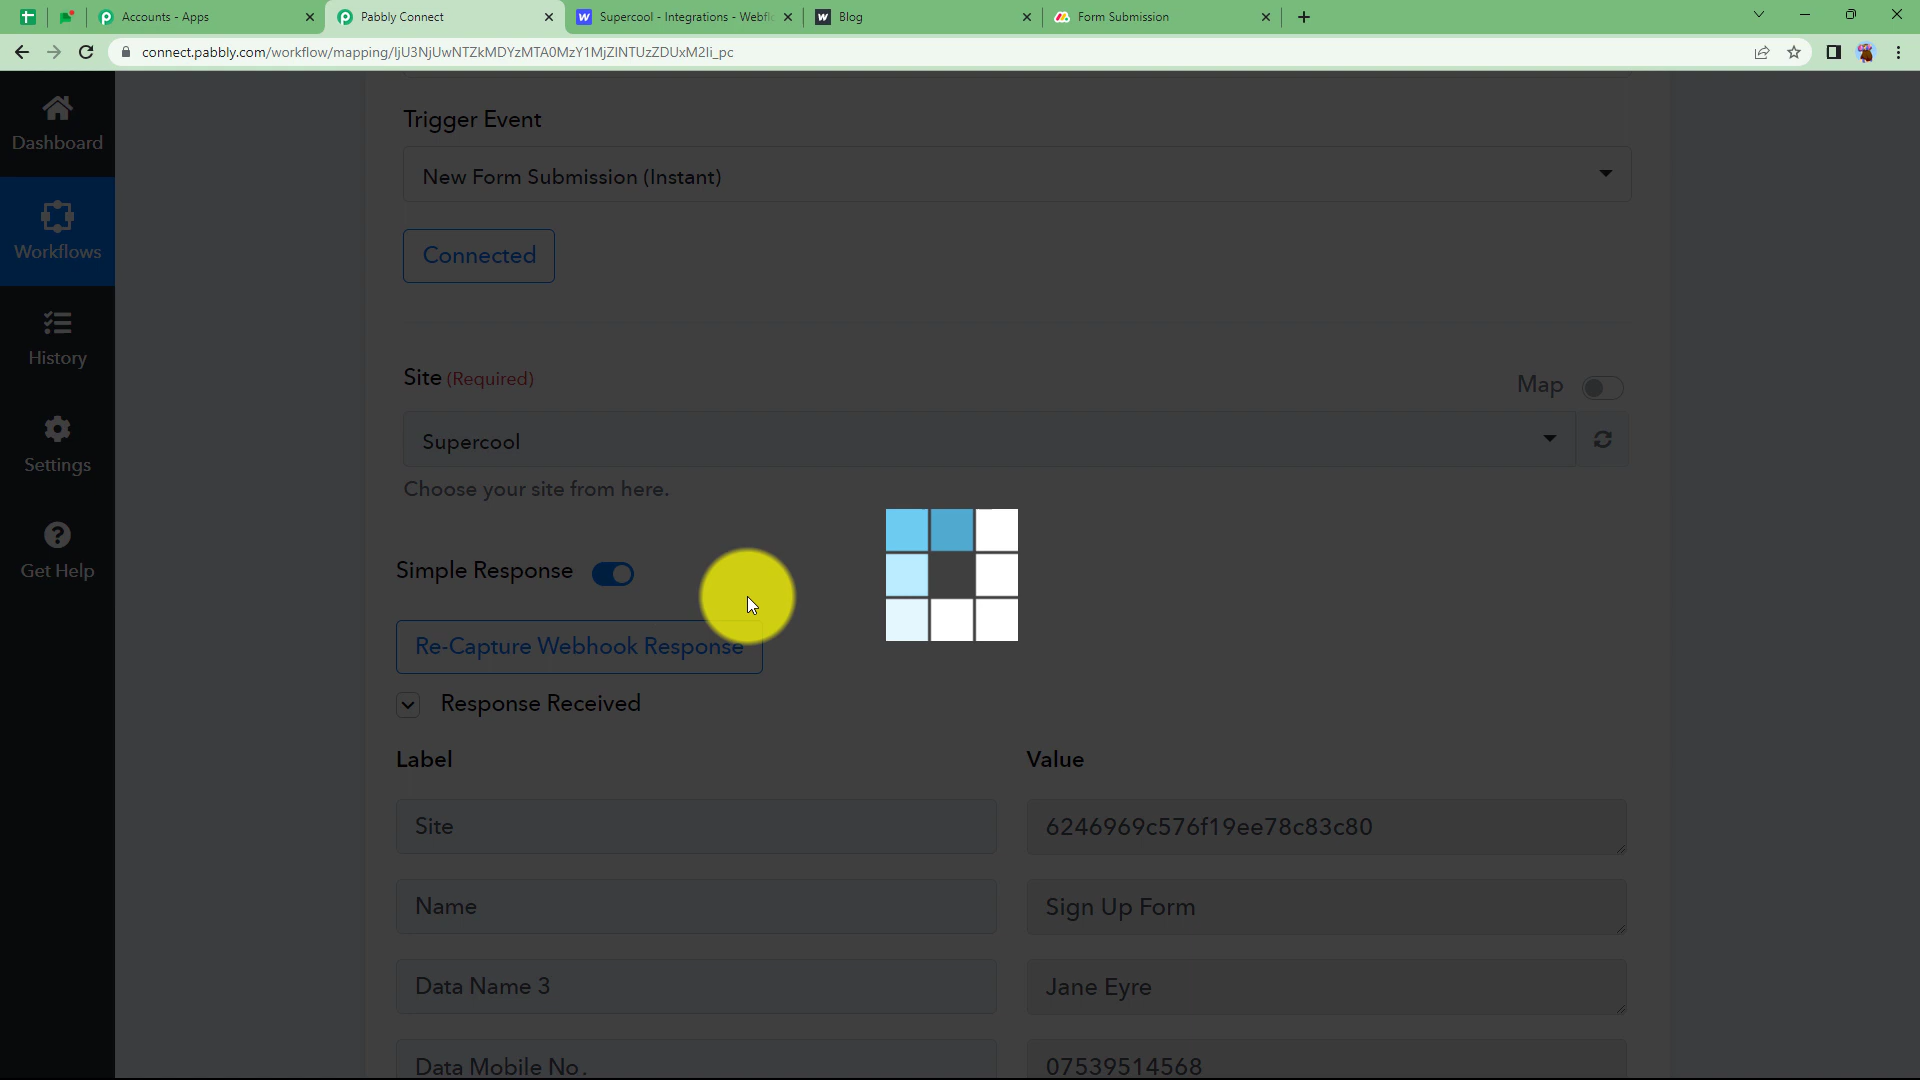 Accounts - Apps
Pabbly Connect
Supercool - Integrations - Webfl
Blog
Form Submission
connect.pabbly.com/workflow/mapping/IjU3NjUwNTZkMDYzMTA0MzY1MjZlNTUzZDUxM2Ii_pc
Dashboard
Workflows
History
Settings
Get Help
Trigger Event
New Form Submission (Instant)
Connected
Site (Required)
Map
Supercool
Choose your site from here.
Simple Response
Re-Capture Webhook Response
Response Received
Label
Value
Site
6246969c576f19ee78c83c80
Name
Sign Up Form
Data Name 3
Jane Eyre
Data Mobile No.
07539514568